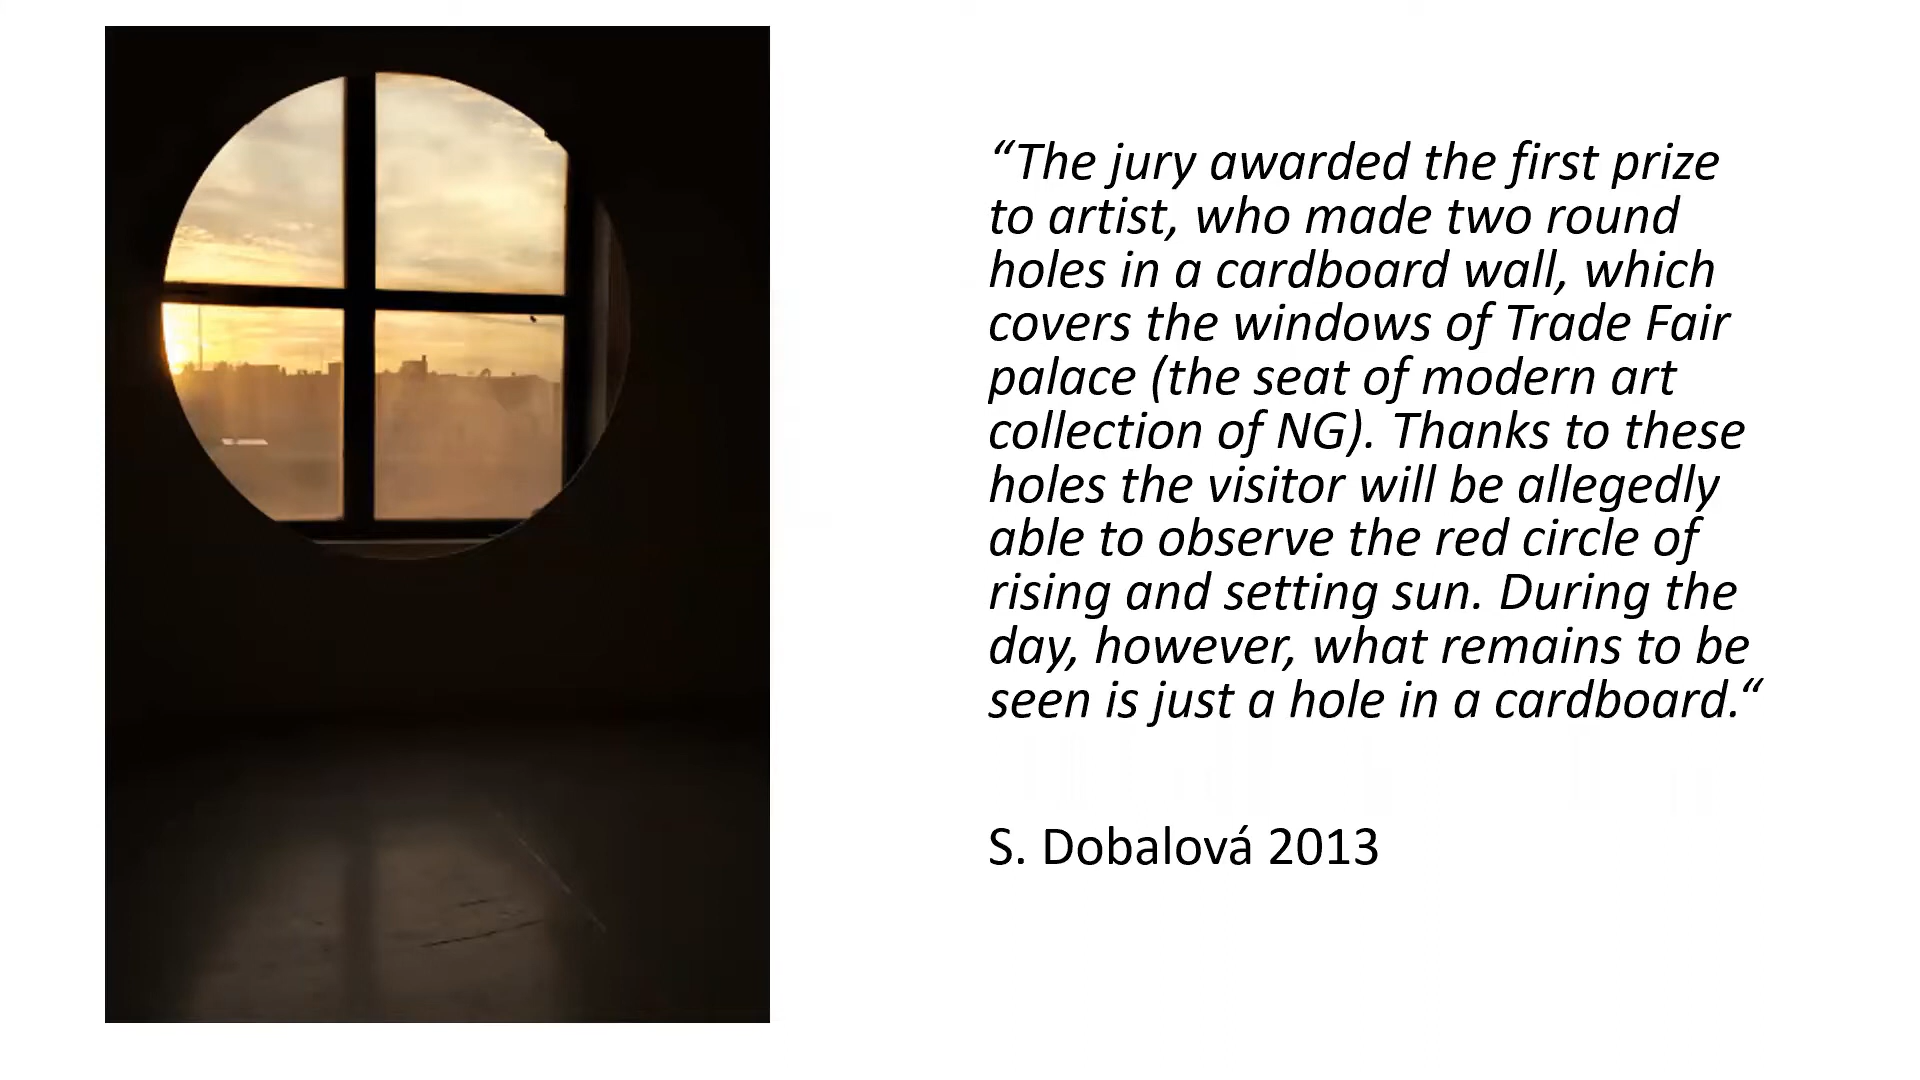 “The jury awarded the first prize
to artist, who made two round
holes in a cardboard wall, which
covers the windows of Trade Fair
palace (the seat of modern art
collection of NG). Thanks to these
holes the visitor will be allegedly
able to observe the red circle of
rising and setting sun. During the
day, however, what remains to be
seen is just a hole in a cardboard.“
S. Dobalová 2013